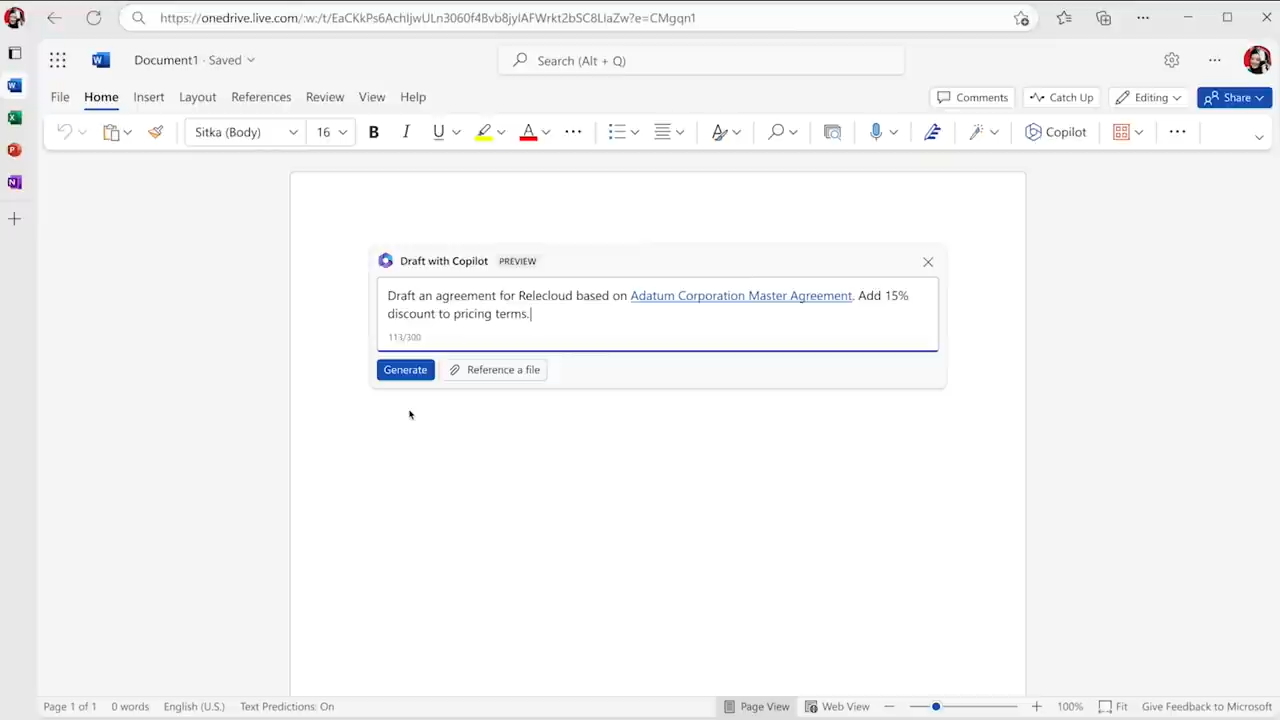 https://onedrive.live.com/:w:/t/EaCKkPs6AchIjwULn3060f4Bvb8jylAFWrkt2bSC8LIaZw?e=CMgqn1
Document1 · Saved
Search (Alt + Q)
File Home Insert Layout References Review View Help
Comments Catch Up Editing Share
Sitka (Body) 16 B I U A Copilot
Draft with Copilot PREVIEW
Draft an agreement for Relecloud based on Adatum Corporation Master Agreement. Add 15%
discount to pricing terms.
113/300
Generate Reference a file
Page 1 of 1 0 words English (U.S.) Text Predictions: On Page View Web View 100% Fit Give Feedback to Microsoft